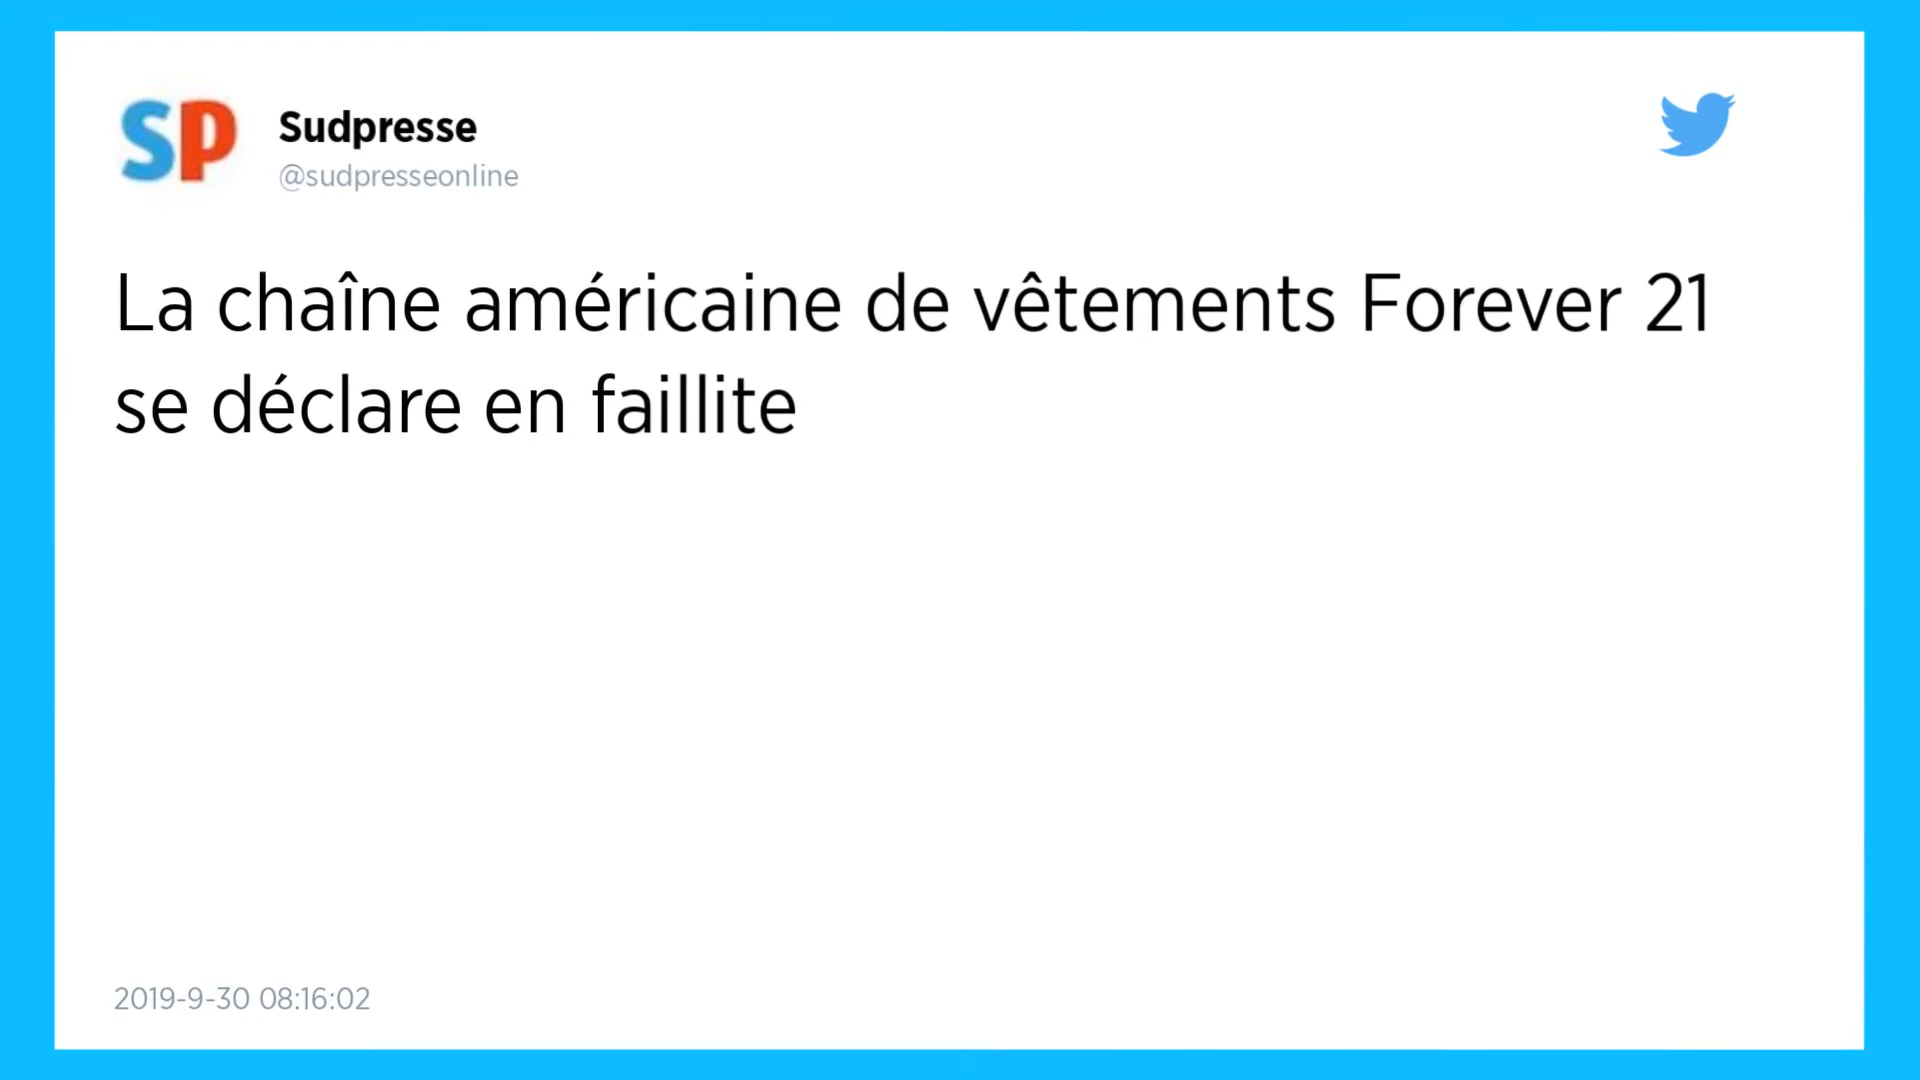 SP
Sudpresse
@sudpresseonline
La chaîne américaine de vêtements Forever 21
se déclare en faillite
2019-9-30 08:16:02